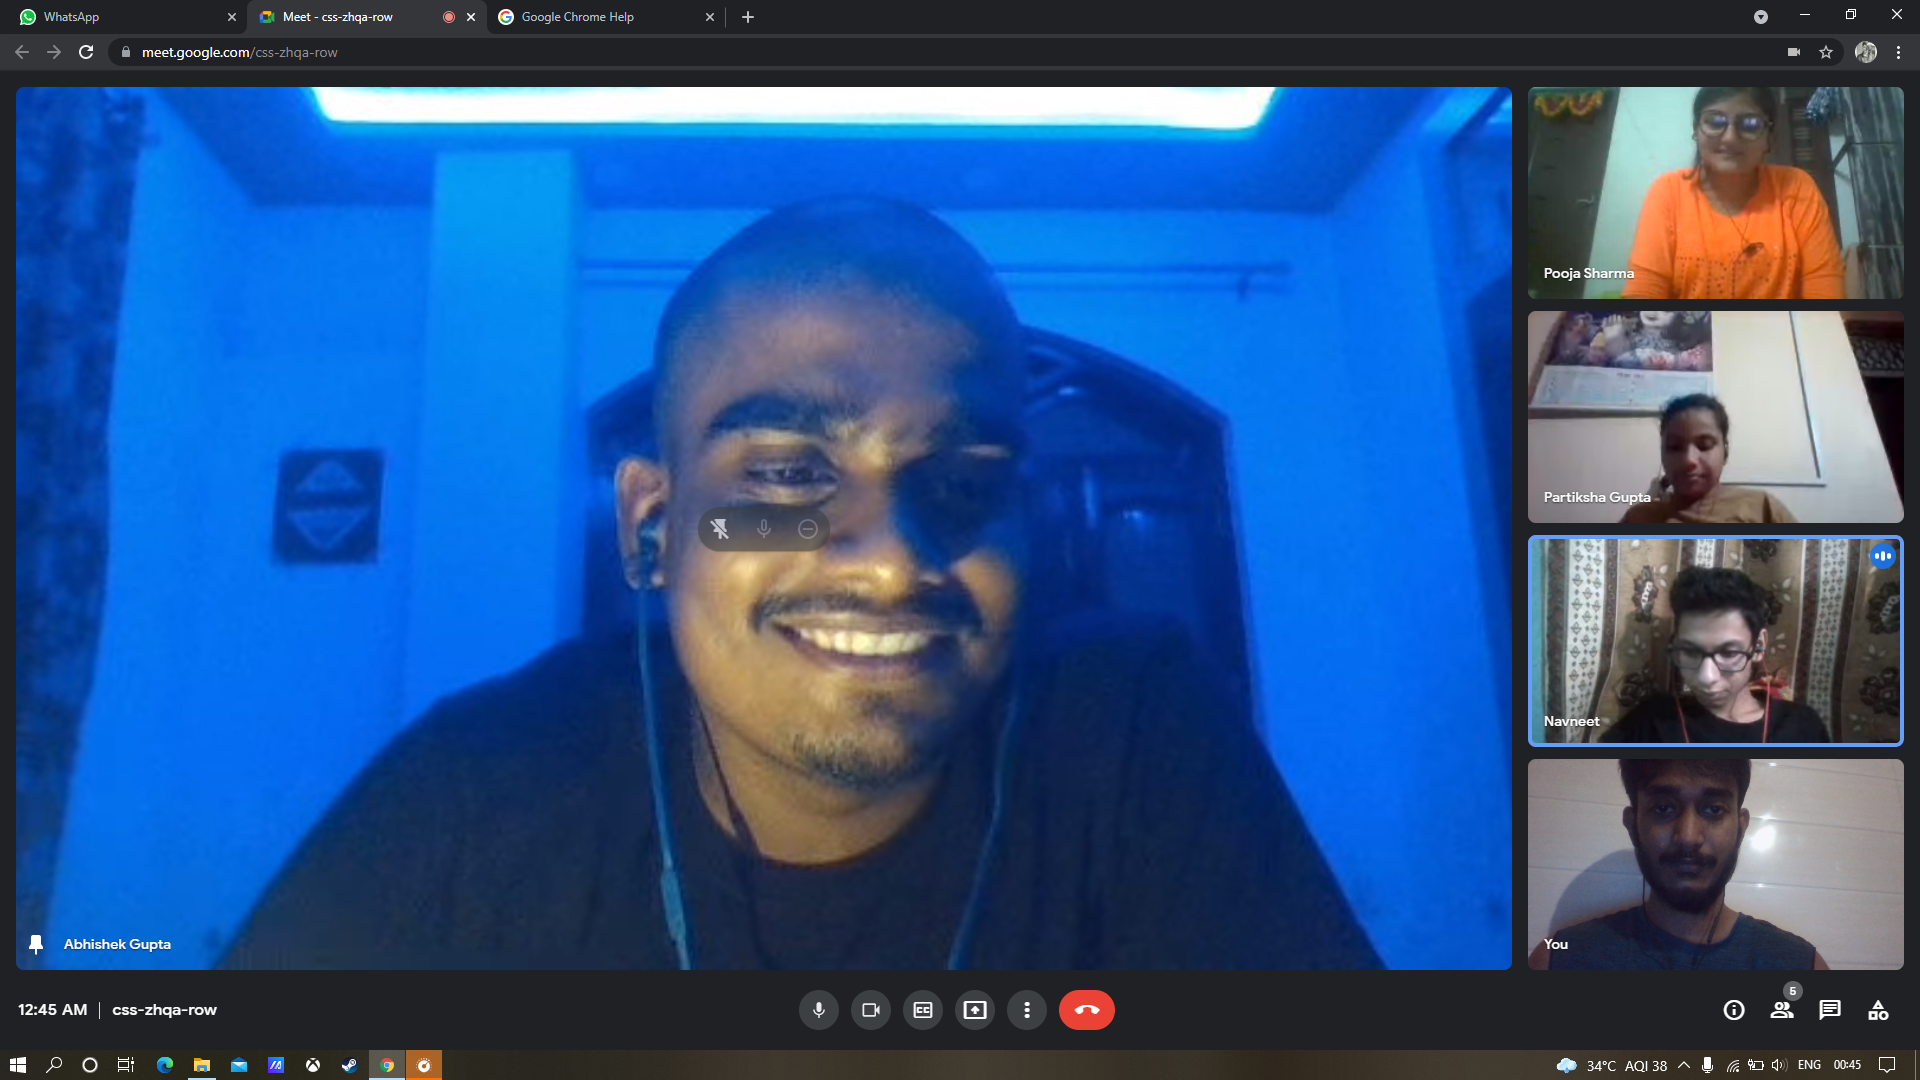 WhatsApp
Meet - css-zhqa-row
Google Chrome Help
meet.google.com/css-zhqa-row
Pooja Sharma
Partiksha Gupta
Navneet
Abhishek Gupta
You
12:45 AM | css-zhqa-row
5
34°C AQI 38
ENG
00:45